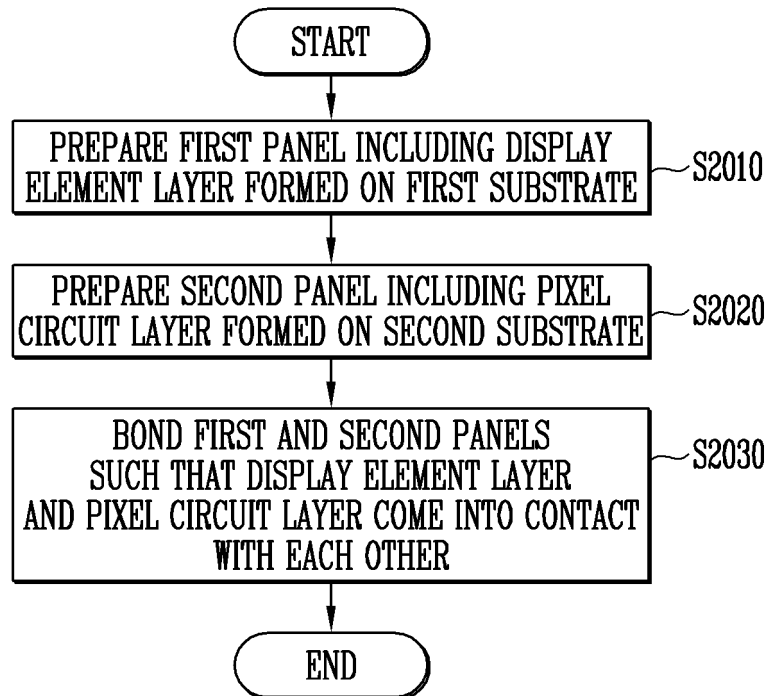 START
PREPARE FIRST PANEL INCLUDING DISPLAY
ELEMENT LAYER FORMED ON FIRST SUBSTRATE
S2010
PREPARE SECOND PANEL INCLUDING PIXEL
CIRCUIT LAYER FORMED ON SECOND SUBSTRATE
S2020
BOND FIRST AND SECOND PANELS
SUCH THAT DISPLAY ELEMENT LAYER
AND PIXEL CIRCUIT LAYER COME INTO CONTACT
WITH EACH OTHER
S2030
END